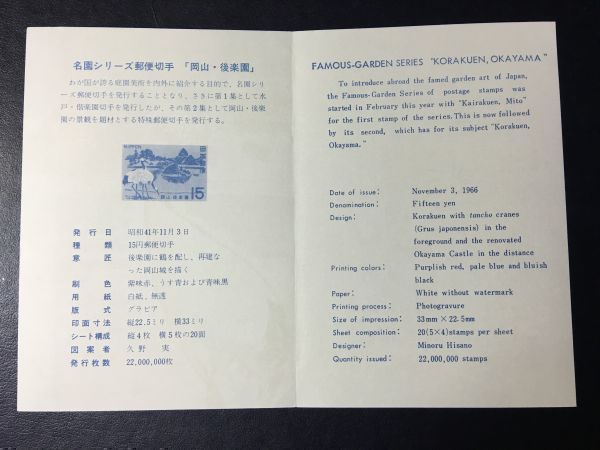 名園シリーズ郵便切手 「岡山・後楽園」
わが国が誇る庭園美術を内外に紹介する目的で、名園シリ
ーズ郵便切手を発行することとなり、さきに第1集として水
戸・偕楽園切手を発行したが、その第2集として岡山・後楽
園の景観を題材とする特殊郵便切手を発行する。
NIPPON
日本郵便
岡山後楽園
15
発行日 昭和41年11月3日
種類 15円郵便切手
意匠 後楽園に鶴を配し、再建な
った岡山城を描く
刷色 紫味赤、うす青および青味黒
用紙 白紙、無透
版式 グラビア
印面寸法 縦22.5ミリ 横33ミリ
シート構成 縦4枚 横5枚の20面
図案者 久野 実
発行枚数 22,000,000枚
FAMOUS-GARDEN SERIES "KORAKUEN, OKAYAMA"
To introduce abroad the famed garden art of Japan,
the Famous-Garden Series of postage stamps was
started in February this year with "Kairakuen, Mito"
for the first stamp of the series. This is now followed
by its second, which has for its subject "Korakuen,
Okayama."
Date of issue: November 3, 1966
Denomination: Fifteen yen
Design: Korakuen with tancho cranes
(Grus japonensis) in the
foreground and the renovated
Okayama Castle in the distance
Printing colors: Purplish red, pale blue and bluish
black
Paper: White without watermark
Printing process: Photogravure
Size of impression: 33mm × 22.5mm
Sheet composition: 20(5×4)stamps per sheet
Designer: Minoru Hisano
Quantity issued: 22,000,000 stamps